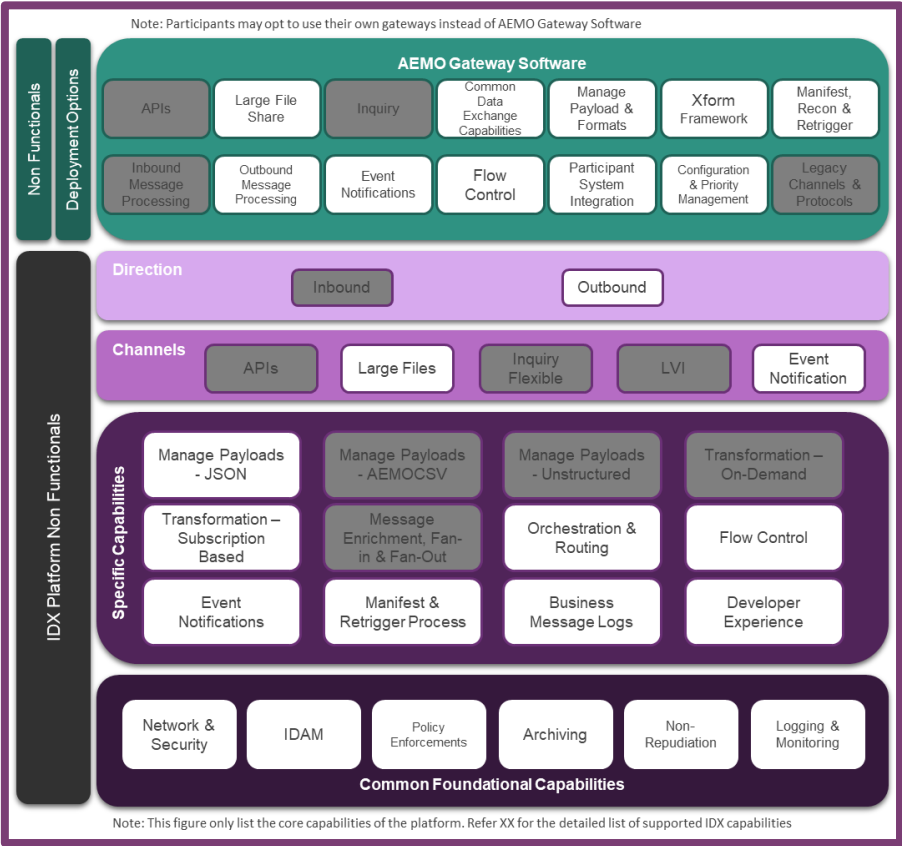 Note: Participants may opt to use their own gateways instead of AEMO Gateway Software
Non Functionals
Deployment Options
AEMO Gateway Software
APIs
Large File
Share
Inquiry
Common
Data
Exchange
Capabilities
Manage
Payload &
Formats
Xform
Framework
Manifest,
Recon &
Retrigger
Inbound
Message
Processing
Outbound
Message
Processing
Event
Notifications
Flow
Control
Participant
System
Integration
Configuration
& Priority
Management
Legacy
Channels &
Protocols
IDX Platform Non Functionals
Direction
Inbound
Outbound
Channels
APIs
Large Files
Inquiry
Flexible
LVI
Event
Notification
Specific Capabilities
Manage Payloads
- JSON
Manage Payloads
- AEMOCSV
Manage Payloads
- Unstructured
Transformation –
On-Demand
Transformation –
Subscription
Based
Message
Enrichment, Fan-
in & Fan-Out
Orchestration &
Routing
Flow Control
Event
Notifications
Manifest &
Retrigger Process
Business
Message Logs
Developer
Experience
Network &
Security
IDAM
Policy
Enforcements
Archiving
Non-
Repudiation
Logging &
Monitoring
Common Foundational Capabilities
Note: This figure only list the core capabilities of the platform. Refer XX for the detailed list of supported IDX capabilities